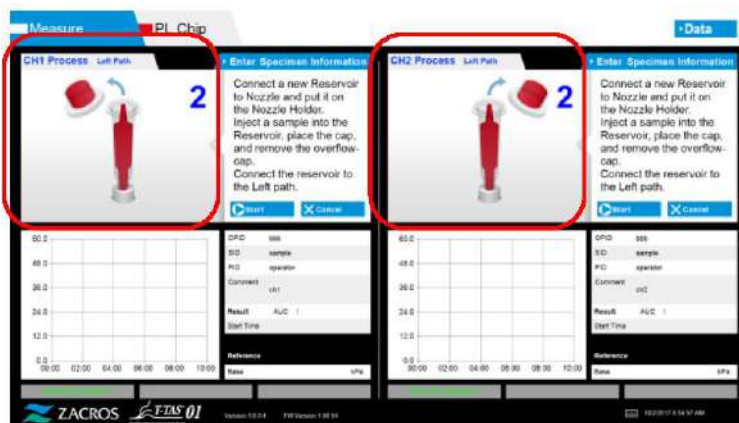 Measure
PL Chip
Data
CH1 Process Left Path
2
Enter Specimen Information
Connect a new Reservoir
to Nozzle and put it on
the Nozzle Holder.
Inject a sample into the
Reservoir, place the cap,
and remove the overflow-
cap.
Connect the reservoir to
the Left path.
Start
Cancel
CH2 Process Left Path
2
Enter Specimen Information
Connect a new Reservoir
to Nozzle and put it on
the Nozzle Holder.
Inject a sample into the
Reservoir, place the cap,
and remove the overflow-
cap.
Connect the reservoir to
the Left path.
Start
Cancel
60.0
48.0
36.0
24.0
12.0
0.0
00:00 02:00 04:00 06:00 08:00 10:00
OPID
SID sample
PID operator
Comment
ch1
Result AUC :
Start Time
Reference
Base kPa
60.0
48.0
36.0
24.0
12.0
0.0
00:00 02:00 04:00 06:00 08:00 10:00
OPID
SID sample
PID operator
Comment
ch2
Result AUC :
Start Time
Reference
Base kPa
ZACROS T-TAS 01